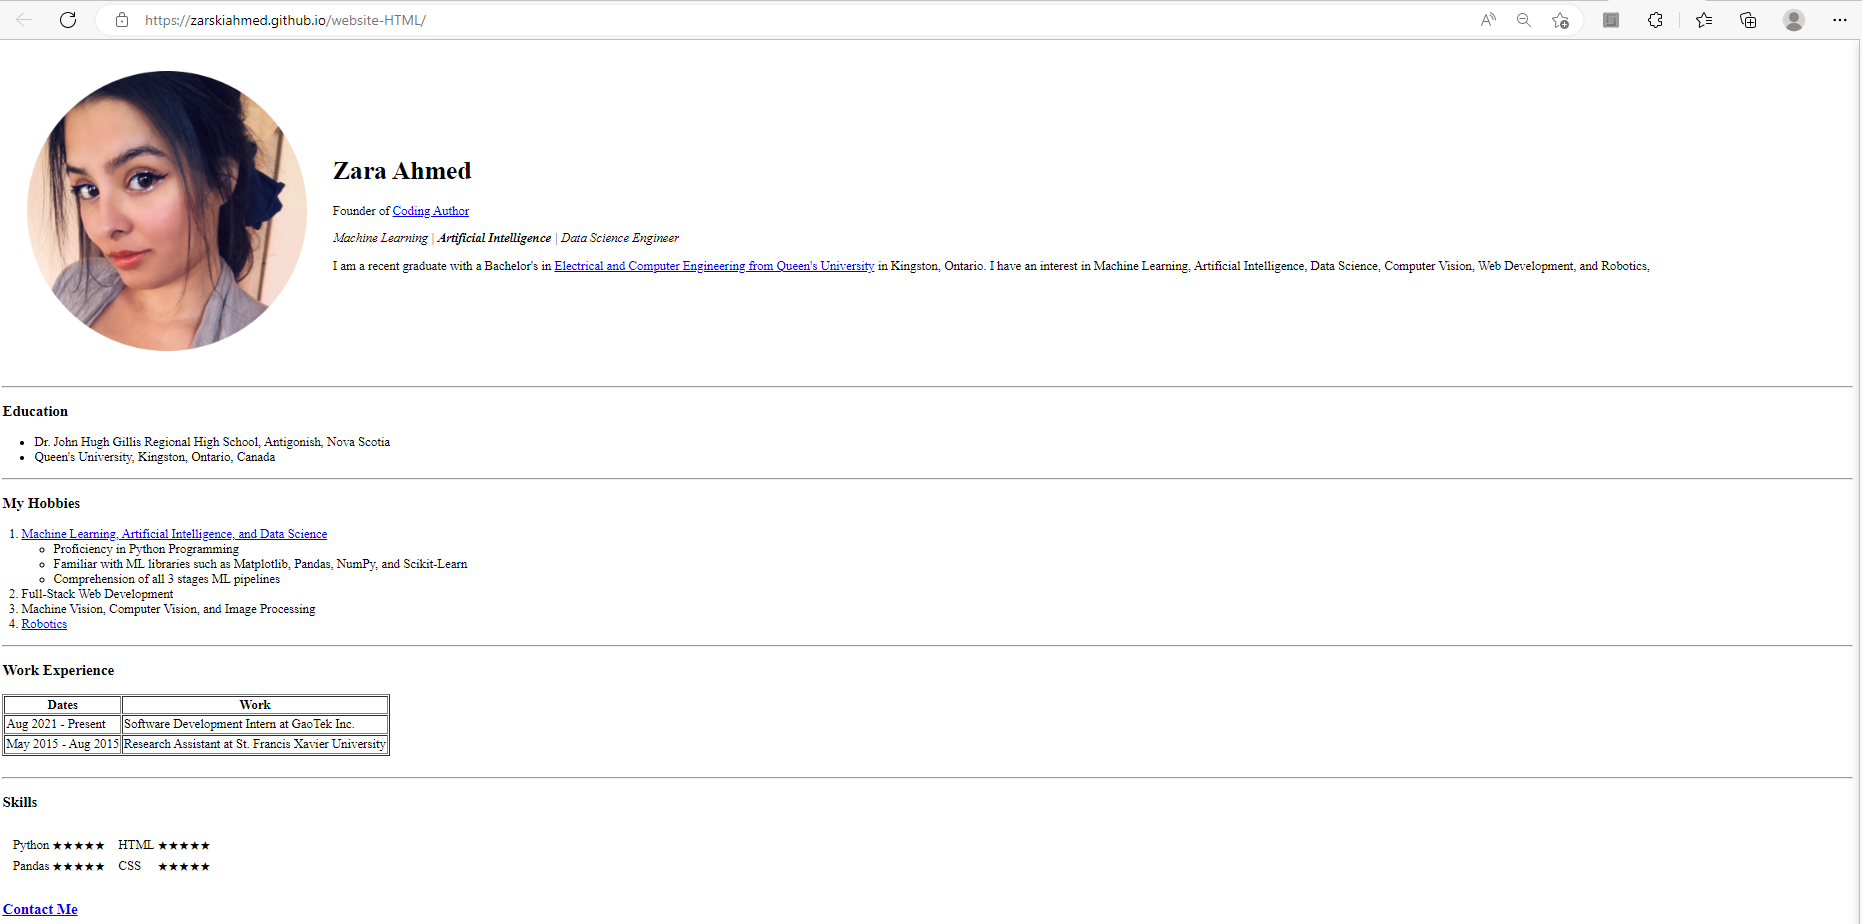 https://zarskiahmed.github.io/website-HTML/
Zara Ahmed
Founder of Coding Author
Machine Learning | Artificial Intelligence | Data Science Engineer
I am a recent graduate with a Bachelor's in Electrical and Computer Engineering from Queen's University in Kingston, Ontario. I have an interest in Machine Learning, Artificial Intelligence, Data Science, Computer Vision, Web Development, and Robotics,
Education
• Dr. John Hugh Gillis Regional High School, Antigonish, Nova Scotia
• Queen's University, Kingston, Ontario, Canada
My Hobbies
1. Machine Learning, Artificial Intelligence, and Data Science
◦ Proficiency in Python Programming
◦ Familiar with ML libraries such as Matplotlib, Pandas, NumPy, and Scikit-Learn
◦ Comprehension of all 3 stages ML pipelines
2. Full-Stack Web Development
3. Machine Vision, Computer Vision, and Image Processing
4. Robotics
Work Experience
Dates Work
Aug 2021 - Present Software Development Intern at GaoTek Inc.
May 2015 - Aug 2015 Research Assistant at St. Francis Xavier University
Skills
Python ★★★★★ HTML ★★★★★
Pandas ★★★★★ CSS ★★★★★
Contact Me